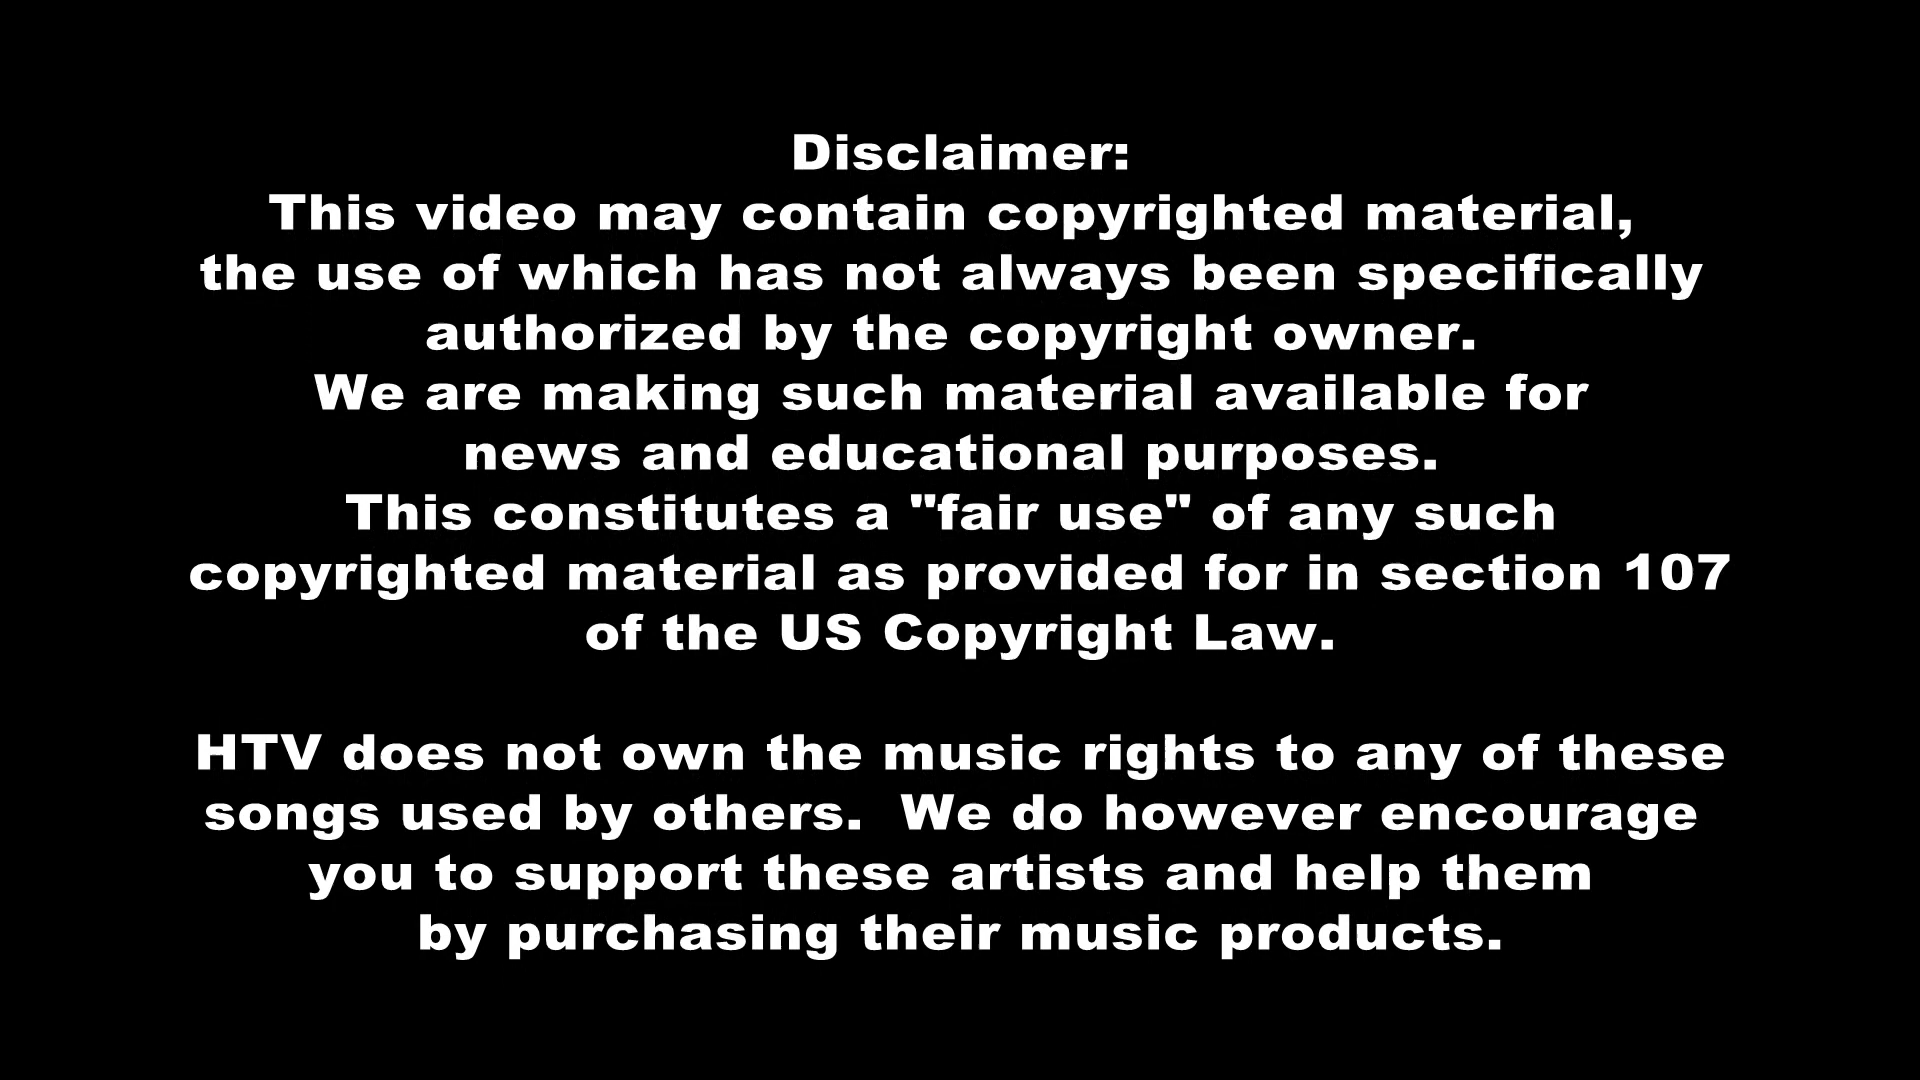 Disclaimer:
This video may contain copyrighted material,
the use of which has not always been specifically
authorized by the copyright owner.
We are making such material available for
news and educational purposes.
This constitutes a "fair use" of any such
copyrighted material as provided for in section 107
of the US Copyright Law.
HTV does not own the music rights to any of these
songs used by others.  We do however encourage
you to support these artists and help them
by purchasing their music products.